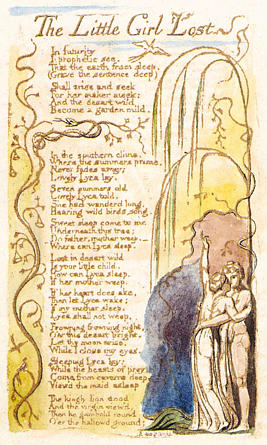 The Little Girl Lost
In futurity
I prophetic see,
That the earth from sleep,
(Grave the sentence deep)
Shall arise and seek
For her maker meek:
And the desart wild
Become a garden mild.
In the southern clime,
Where the summers prime,
Never fades away;
Lovely Lyca lay.
Seven summers old
Lovely Lyca told,
She had wanderd long,
Hearing wild birds song.
Sweet sleep come to me
Underneath this tree;
Do father, mother weep.—
Where can Lyca sleep.
Lost in desart wild
Is your little child.
How can Lyca sleep,
If her mother weep.
If her heart does ake,
Then let Lyca wake;
If my mother sleep,
Lyca shall not weep.
Frowning frowning night,
O'er this desart bright,
Let thy moon arise,
While I close my eyes.
Sleeping Lyca lay;
While the beasts of prey,
Come from caverns deep,
View'd the maid asleep
The kingly lion stood
And the virgin view'd,
Then he gambold round
O'er the hallowd ground: